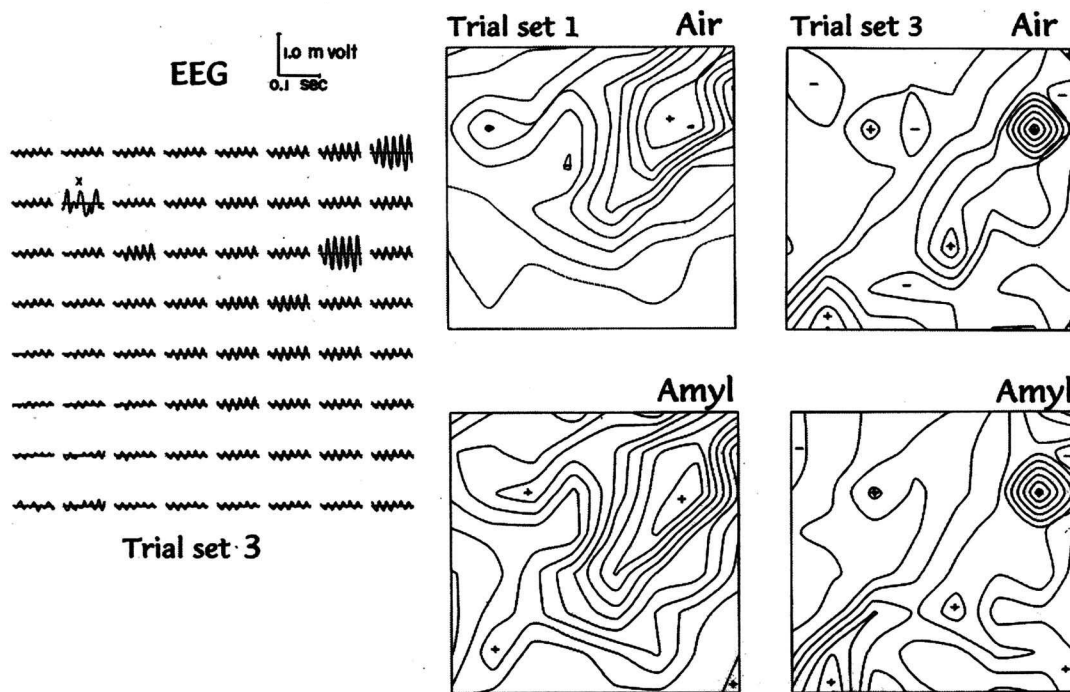 EEG
1.0 m volt
0.1 sec
x
Trial set 3
Trial set 1 Air
Trial set 3 Air
Amyl
Amyl